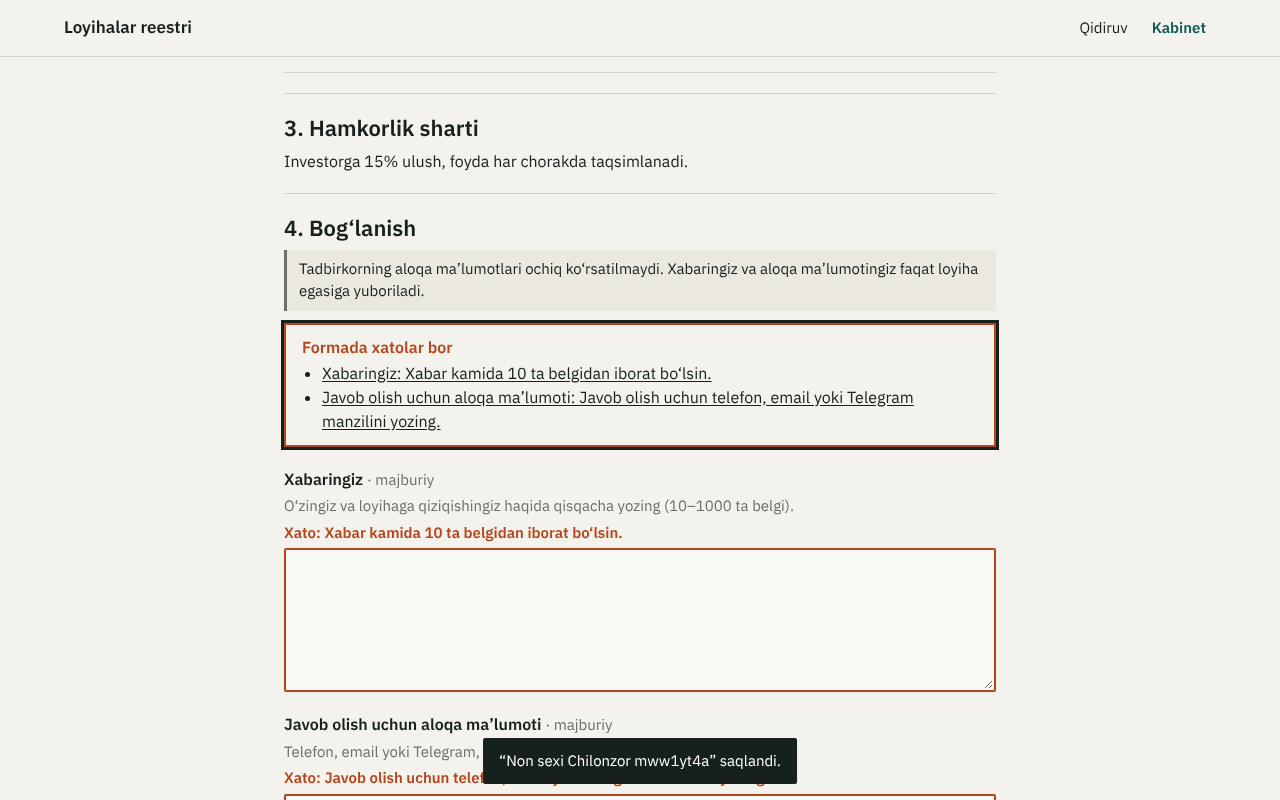 Loyihalar reestri
Qidiruv
Kabinet
3. Hamkorlik sharti
Investorga 15% ulush, foyda har chorakda taqsimlanadi.
4. Bog‘lanish
Tadbirkorning aloqa ma’lumotlari ochiq ko‘rsatilmaydi. Xabaringiz va aloqa ma’lumotingiz faqat loyiha
egasiga yuboriladi.
Formada xatolar bor
Xabaringiz: Xabar kamida 10 ta belgidan iborat bo‘lsin.
Javob olish uchun aloqa ma’lumoti: Javob olish uchun telefon, email yoki Telegram
manzilini yozing.
Xabaringiz · majburiy
O‘zingiz va loyihaga qiziqishingiz haqida qisqacha yozing (10–1000 ta belgi).
Xato: Xabar kamida 10 ta belgidan iborat bo‘lsin.
Javob olish uchun aloqa ma’lumoti · majburiy
Telefon, email yoki Telegram,
Xato: Javob olish uchun
“Non sexi Chilonzor mww1yt4a” saqlandi.